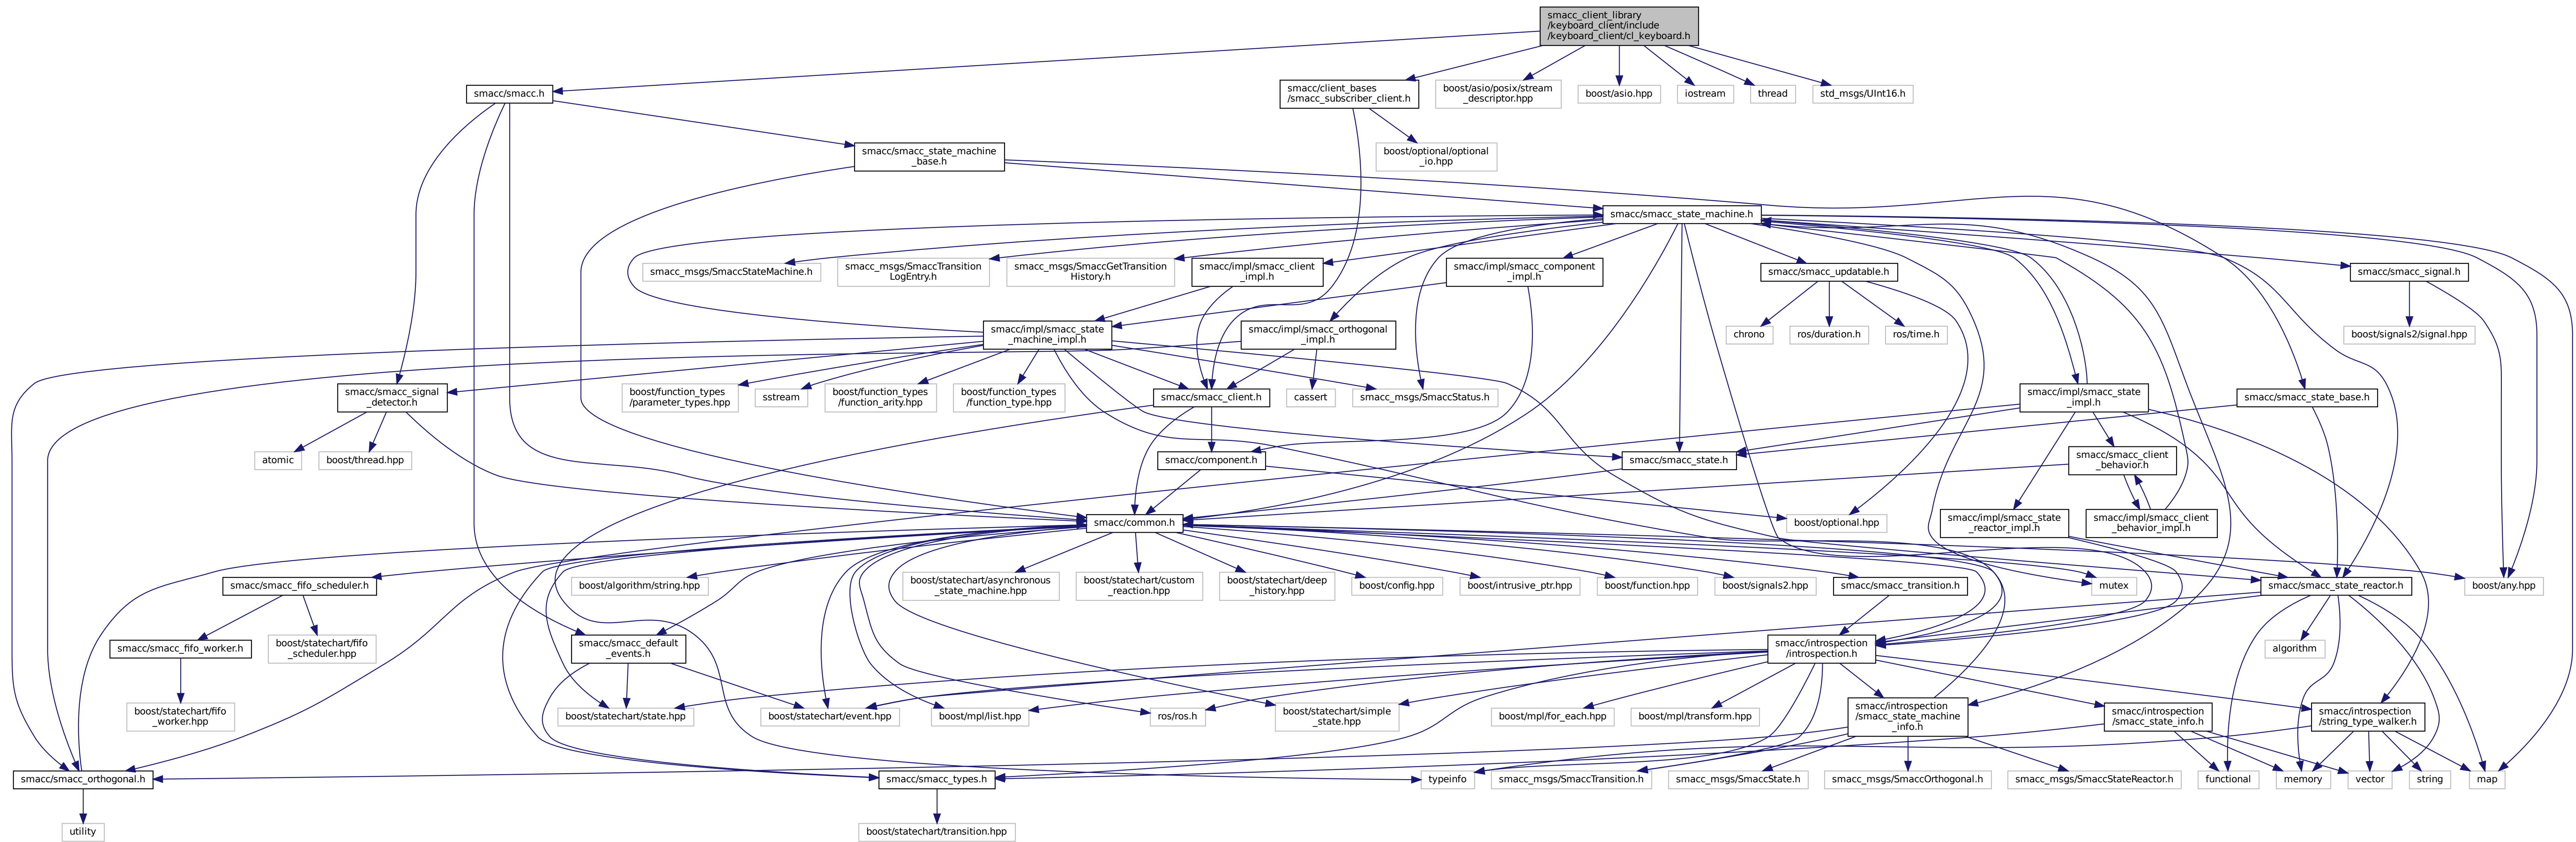 smacc_client_library
/keyboard_client/include
/keyboard_client/cl_keyboard.h
smacc/smacc.h
smacc/client_bases
/smacc_subscriber_client.h
boost/asio/posix/stream
_descriptor.hpp
boost/asio.hpp
iostream
thread
std_msgs/UInt16.h
smacc/smacc_state_machine
_base.h
boost/optional/optional
_io.hpp
smacc/smacc_state_machine.h
smacc_msgs/SmaccStateMachine.h
smacc_msgs/SmaccTransition
LogEntry.h
smacc_msgs/SmaccGetTransition
History.h
smacc/impl/smacc_client
_impl.h
smacc/impl/smacc_component
_impl.h
smacc/smacc_updatable.h
smacc/smacc_signal.h
smacc/impl/smacc_state
_machine_impl.h
smacc/impl/smacc_orthogonal
_impl.h
chrono
ros/duration.h
ros/time.h
boost/signals2/signal.hpp
smacc/smacc_signal
_detector.h
boost/function_types
/parameter_types.hpp
sstream
boost/function_types
/function_arity.hpp
boost/function_types
/function_type.hpp
smacc/smacc_client.h
cassert
smacc_msgs/SmaccStatus.h
smacc/impl/smacc_state
_impl.h
smacc/smacc_state_base.h
atomic
boost/thread.hpp
smacc/component.h
smacc/smacc_state.h
smacc/smacc_client
_behavior.h
smacc/common.h
boost/optional.hpp
smacc/impl/smacc_state
_reactor_impl.h
smacc/impl/smacc_client
_behavior_impl.h
smacc/smacc_fifo_scheduler.h
boost/algorithm/string.hpp
boost/statechart/asynchronous
_state_machine.hpp
boost/statechart/custom
_reaction.hpp
boost/statechart/deep
_history.hpp
boost/config.hpp
boost/intrusive_ptr.hpp
boost/function.hpp
boost/signals2.hpp
smacc/smacc_transition.h
mutex
smacc/smacc_state_reactor.h
boost/any.hpp
smacc/smacc_fifo_worker.h
boost/statechart/fifo
_scheduler.hpp
smacc/smacc_default
_events.h
smacc/introspection
/introspection.h
algorithm
boost/statechart/fifo
_worker.hpp
boost/statechart/state.hpp
boost/statechart/event.hpp
boost/mpl/list.hpp
ros/ros.h
boost/statechart/simple
_state.hpp
boost/mpl/for_each.hpp
boost/mpl/transform.hpp
smacc/introspection
/smacc_state_machine
_info.h
smacc/introspection
/smacc_state_info.h
smacc/introspection
/string_type_walker.h
smacc/smacc_orthogonal.h
smacc/smacc_types.h
typeinfo
smacc_msgs/SmaccTransition.h
smacc_msgs/SmaccState.h
smacc_msgs/SmaccOrthogonal.h
smacc_msgs/SmaccStateReactor.h
functional
memory
vector
string
map
utility
boost/statechart/transition.hpp